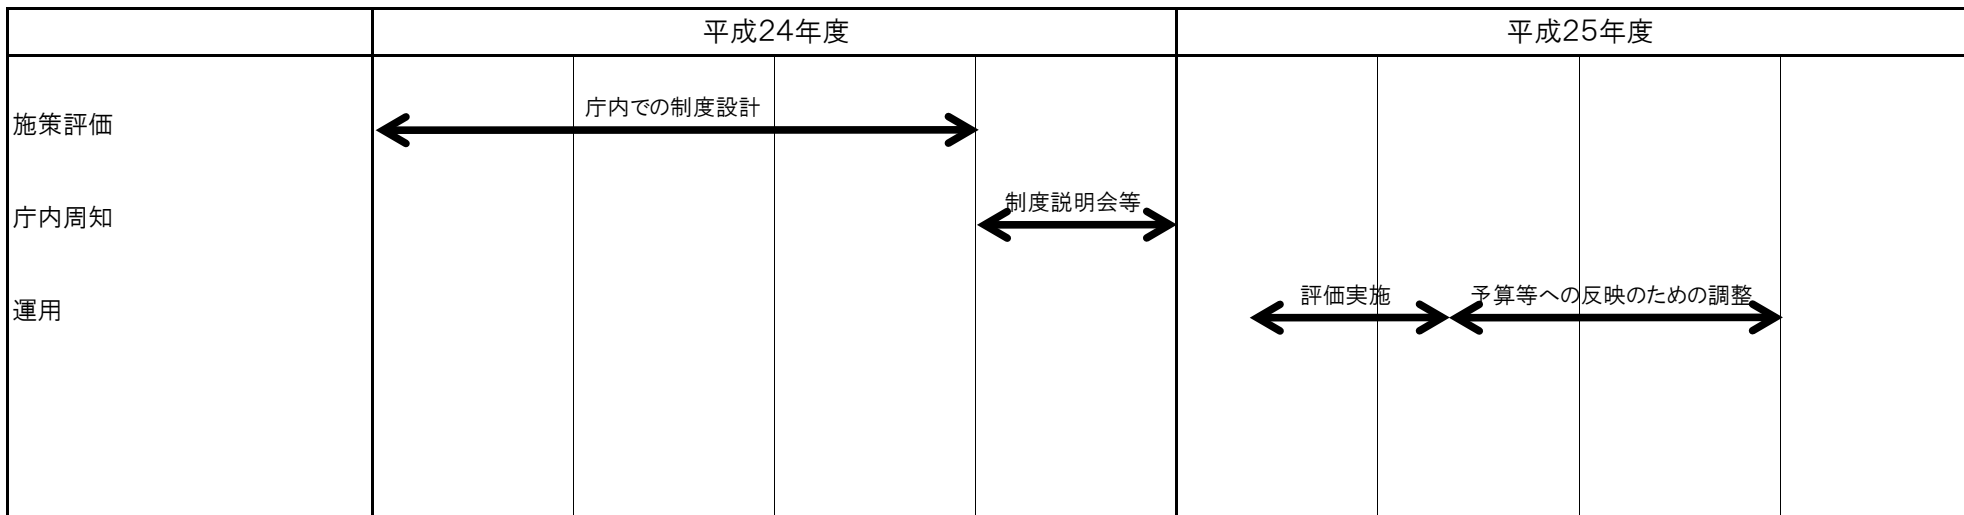 平成24年度
平成25年度
施策評価
庁内での制度設計
庁内周知
制度説明会等
運用
評価実施
予算等への反映のための調整